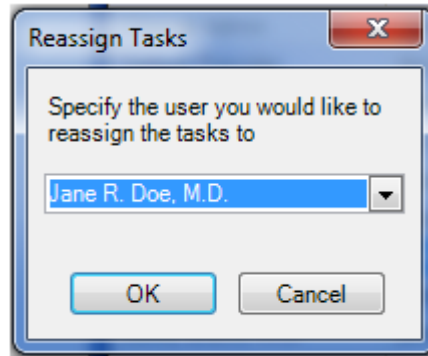 Reassign Tasks
Specify the user you would like to
reassign the tasks to
Jane R. Doe, M.D.
OK
Cancel